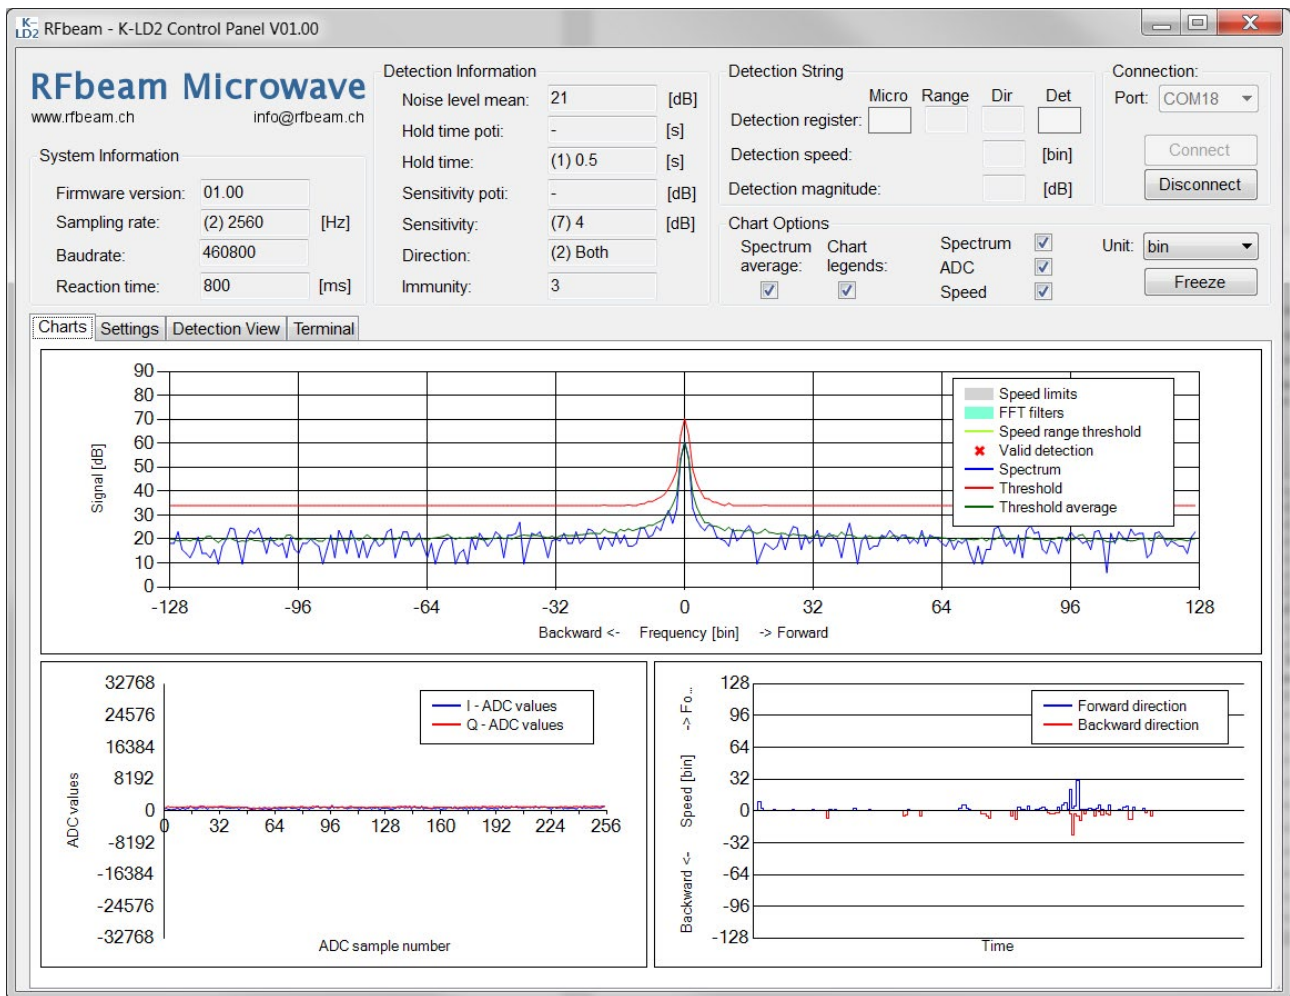 K-LD2 RFbeam - K-LD2 Control Panel V01.00
RFbeam Microwave
www.rfbeam.ch info@rfbeam.ch
System Information
Firmware version: 01.00
Sampling rate: (2) 2560 [Hz]
Baudrate: 460800
Reaction time: 800 [ms]
Detection Information
Noise level mean: 21 [dB]
Hold time poti: - [s]
Hold time: (1) 0.5 [s]
Sensitivity poti: - [dB]
Sensitivity: (7) 4 [dB]
Direction: (2) Both
Immunity: 3
Detection String
Micro Range Dir Det
Detection register:
Detection speed: [bin]
Detection magnitude: [dB]
Connection:
Port: COM18
Connect
Disconnect
Chart Options
Spectrum average:
Chart legends:
Spectrum
ADC
Speed
Unit: bin
Freeze
Charts Settings Detection View Terminal
Signal [dB]
90
80
70
60
50
40
30
20
10
0
-128 -96 -64 -32 0 32 64 96 128
Backward <- Frequency [bin] -> Forward
Speed limits
FFT filters
Speed range threshold
Valid detection
Spectrum
Threshold
Threshold average
ADC values
32768
24576
16384
8192
0
-8192
-16384
-24576
-32768
0 32 64 96 128 160 192 224 256
ADC sample number
I - ADC values
Q - ADC values
Backward <- Speed [bin] -> Fo...
128
96
64
32
0
-32
-64
-96
-128
Time
Forward direction
Backward direction